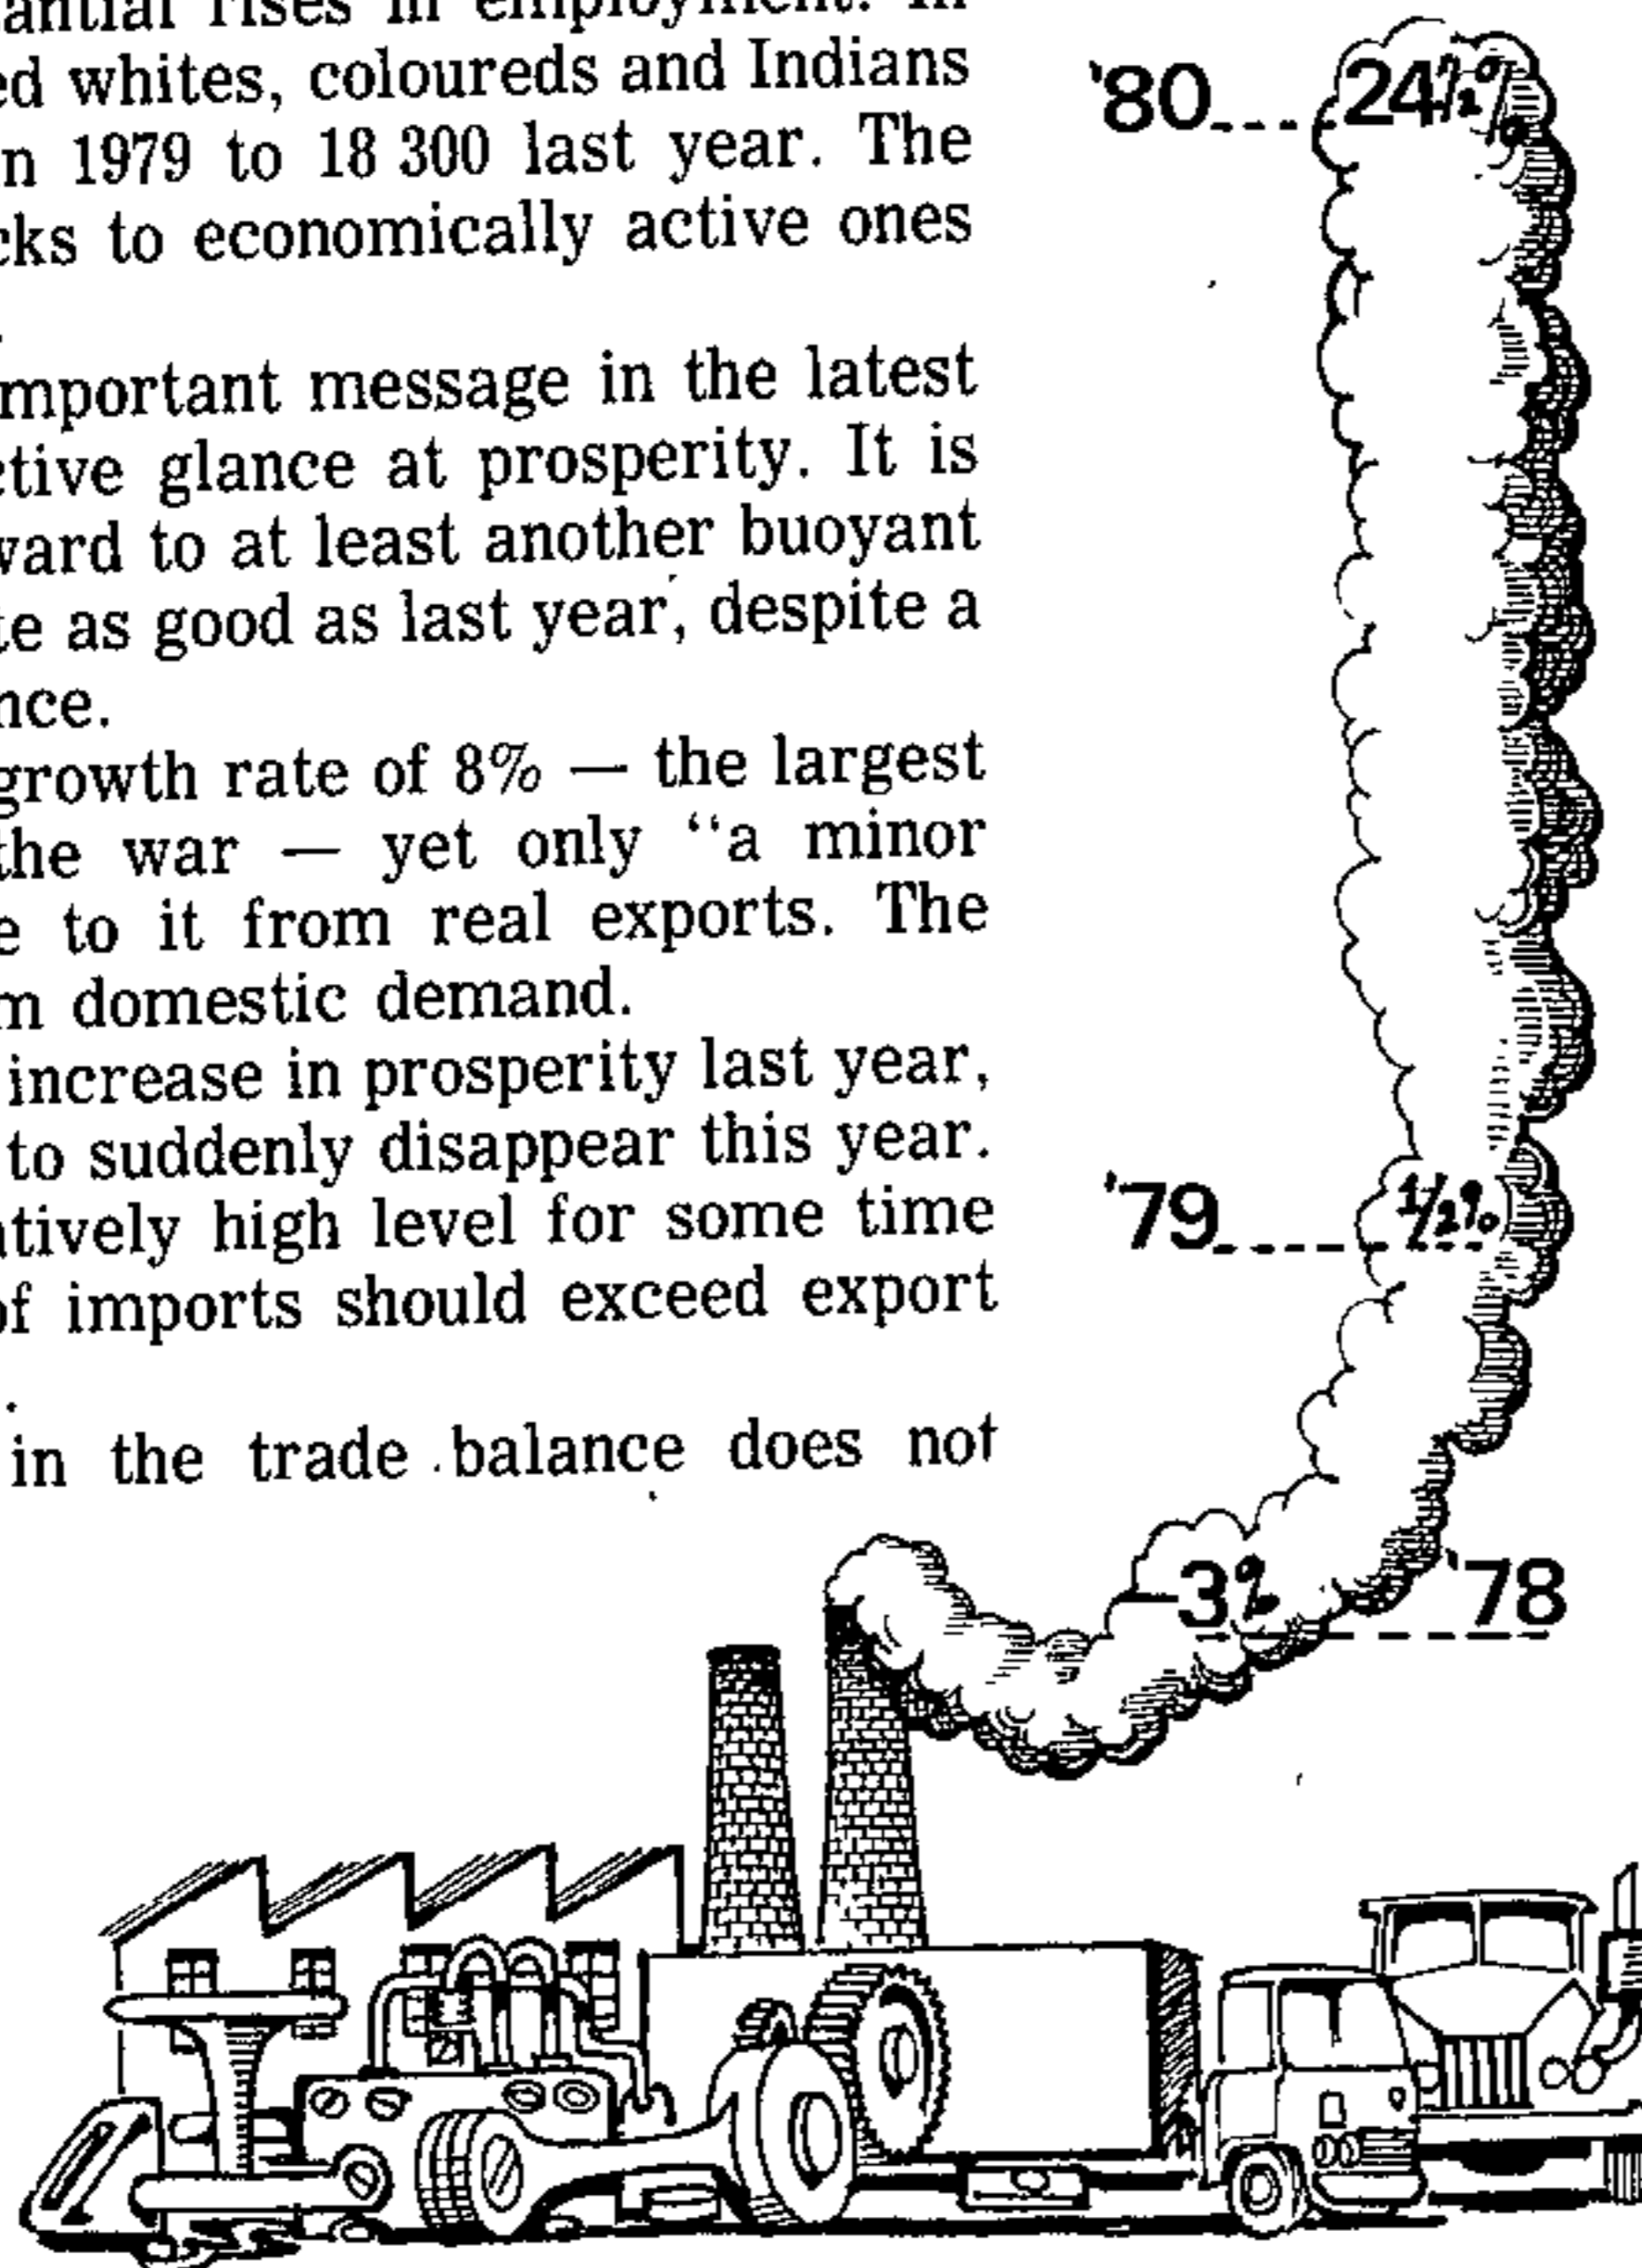 antial rises in employment. In
ed whites, coloureds and Indians
n 1979 to 18 300 last year. The
cks to economically active ones
mportant message in the latest
ctive glance at prosperity. It is
ward to at least another buoyant
te as good as last year, despite a
nce.
growth rate of 8% — the largest
the war — yet only “a minor
e to it from real exports. The
m domestic demand.
increase in prosperity last year,
to suddenly disappear this year.
atively high level for some time
of imports should exceed export
.
in the trade balance does not
'80 24½%
'79 ½%
-3% '78